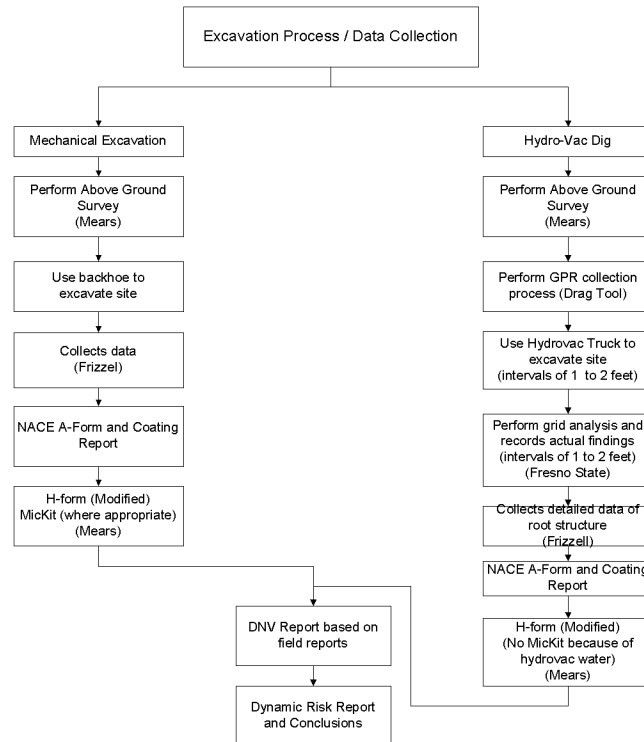 Excavation Process / Data Collection
Mechanical Excavation
Perform Above Ground
Survey
(Mears)
Use backhoe to
excavate site
Collects data
(Frizzel)
NACE A-Form and Coating
Report
H-form (Modified)
MicKit (where appropriate)
(Mears)
Hydro-Vac Dig
Perform Above Ground
Survey
(Mears)
Perform GPR collection
process (Drag Tool)
Use Hydrovac Truck to
excavate site
(intervals of 1 to 2 feet)
Perform grid analysis and
records actual findings
(intervals of 1 to 2 feet)
(Fresno State)
Collects detailed data of
root structure
(Frizzell)
NACE A-Form and Coating
Report
H-form (Modified)
(No MicKit because of
hydrovac water)
(Mears)
DNV Report based on
field reports
Dynamic Risk Report
and Conclusions